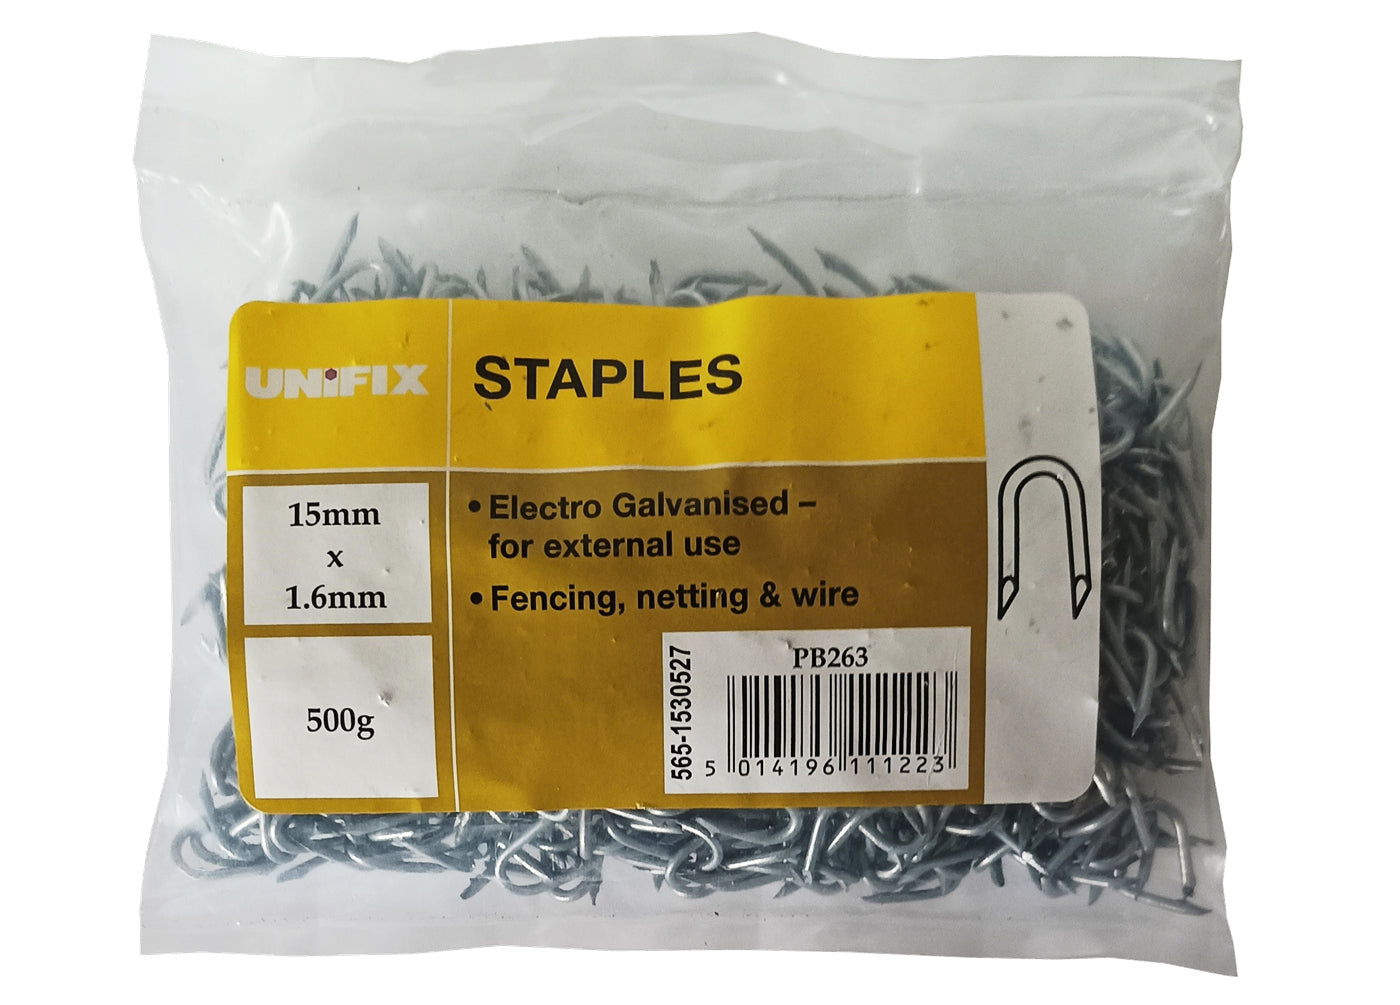 UNiFIX
STAPLES
15mm
x
1.6mm
500g
• Electro Galvanised –
for external use
• Fencing, netting & wire
565-1530527
PB263
5 014196 111223